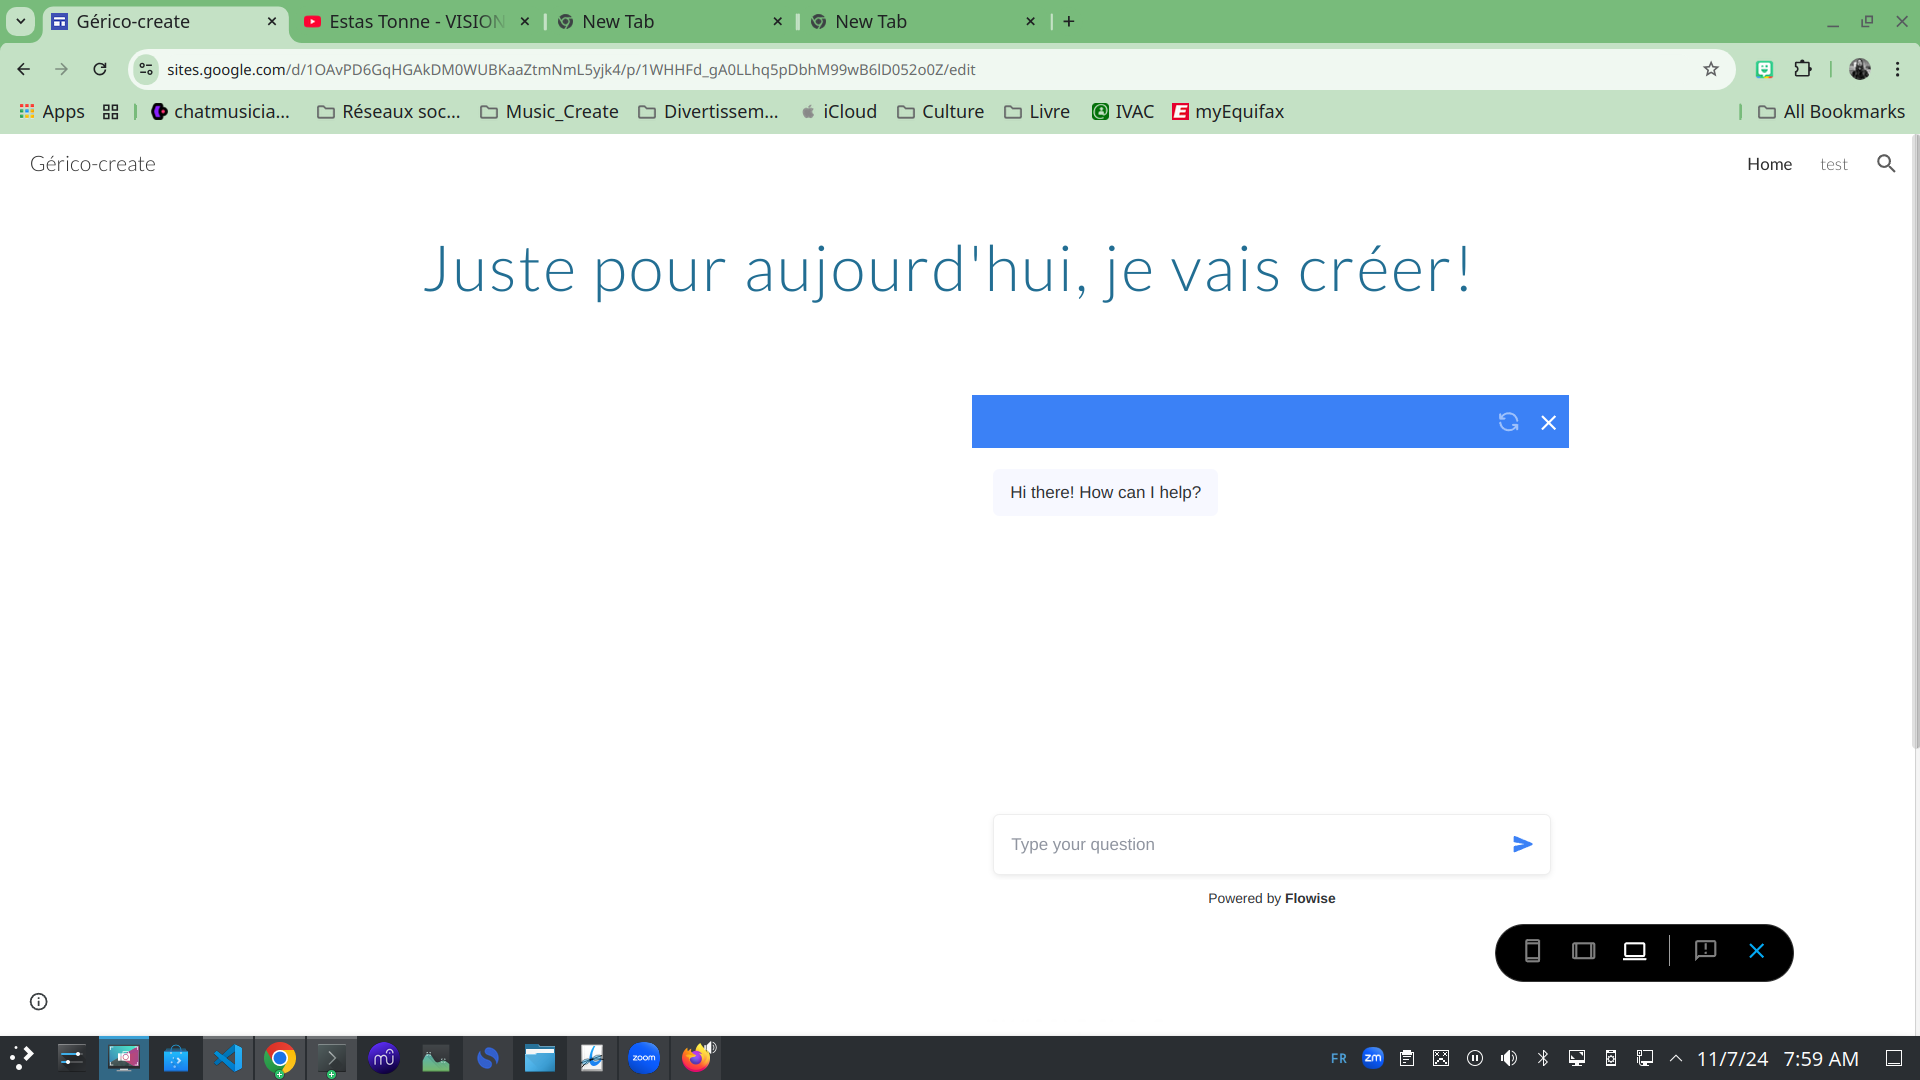 Gérico-create
Estas Tonne - VISION
New Tab
New Tab
sites.google.com/d/1OAvPD6GqHGAkDM0WUBKaaZtmNmL5yjk4/p/1WHHFd_gA0LLhq5pDbhM99wB6lD052o0Z/edit
Apps
chatmusicia...
Réseaux soc...
Music_Create
Divertissem...
iCloud
Culture
Livre
IVAC
myEquifax
All Bookmarks
Gérico-create
Home
test
Juste pour aujourd'hui, je vais créer!
Hi there! How can I help?
Type your question
Powered by Flowise
zoom
FR
zm
11/7/24
7:59 AM